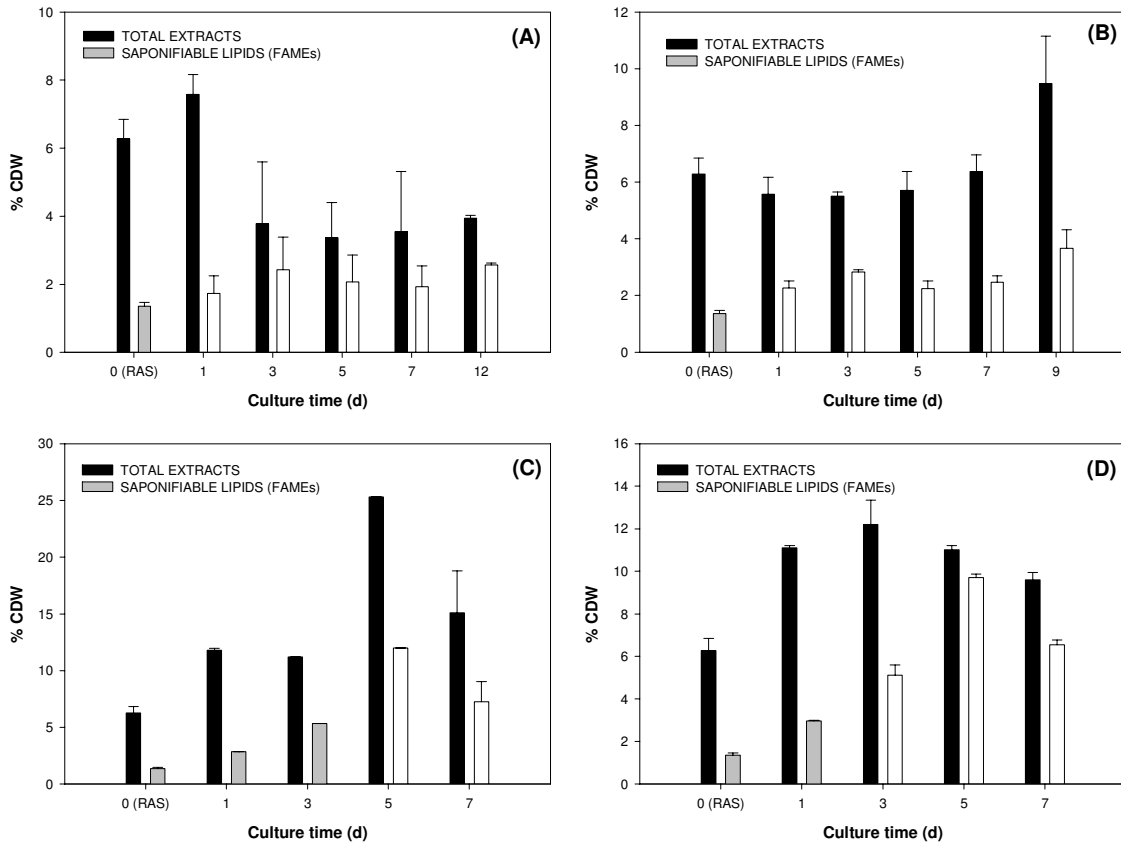 (A)
TOTAL EXTRACTS
SAPONIFIABLE LIPIDS (FAMEs)
10
8
6
4
2
0
% CDW
0 (RAS) 1 3 5 7 12
Culture time (d)
(B)
TOTAL EXTRACTS
SAPONIFIABLE LIPIDS (FAMEs)
12
10
8
6
4
2
0
% CDW
0 (RAS) 1 3 5 7 9
Culture time (d)
(C)
TOTAL EXTRACTS
SAPONIFIABLE LIPIDS (FAMEs)
30
25
20
15
10
5
0
% CDW
0 (RAS) 1 3 5 7
Culture time (d)
(D)
TOTAL EXTRACTS
SAPONIFIABLE LIPIDS (FAMEs)
16
14
12
10
8
6
4
2
0
% CDW
0 (RAS) 1 3 5 7
Culture time (d)